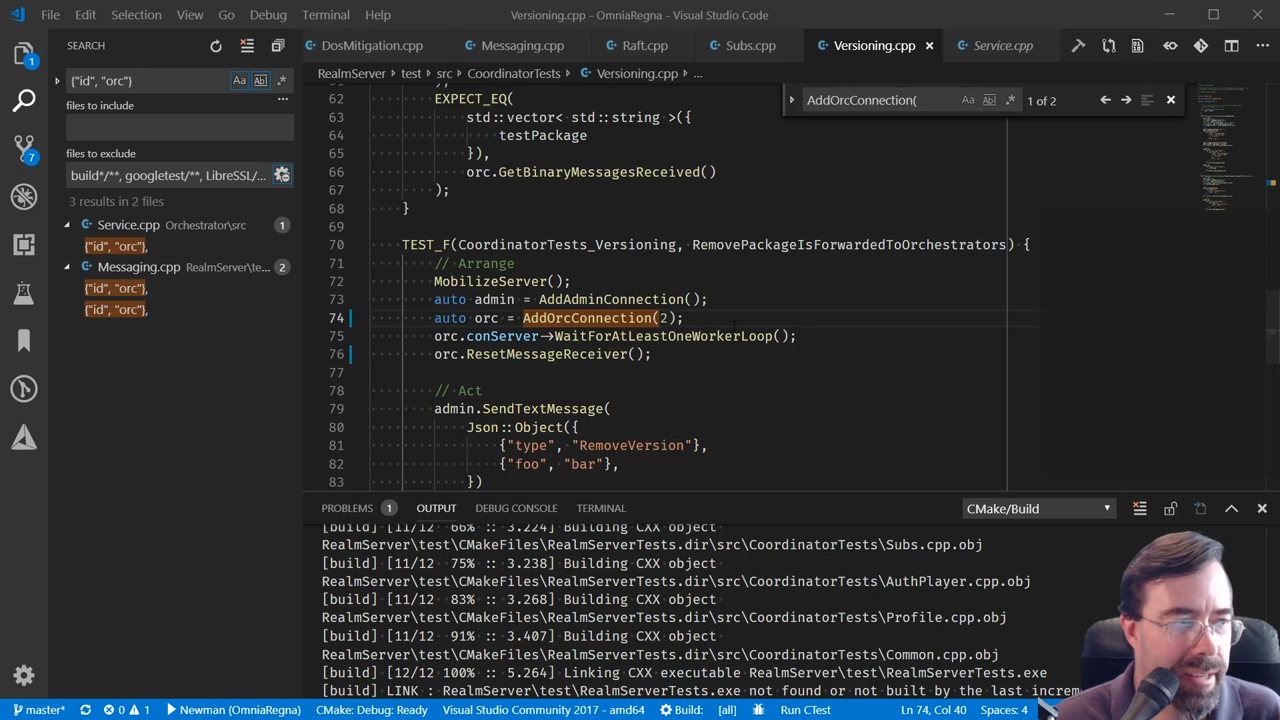 File Edit Selection View Go Debug Terminal Help Versioning.cpp - OmniaRegna - Visual Studio Code
SEARCH
DosMitigation.cpp Messaging.cpp Raft.cpp Subs.cpp Versioning.cpp Service.cpp
1
{"id", "orc"} Aa Abl .*
files to include
files to exclude
7
build*/**, googletest/**, LibreSSL/...
3 results in 2 files
Service.cpp Orchestrator\src 1
{"id", "orc"},
Messaging.cpp RealmServer\te... 2
{"id", "orc"},
{"id", "orc"},
RealmServer > test > src > CoordinatorTests > Versioning.cpp > ...
AddOrcConnection( Aa Abl .* 1 of 2
62 EXPECT_EQ(
63 std::vector< std::string >({
64 testPackage
65 }),
66 orc.GetBinaryMessagesReceived()
67 );
68 }
69
70 TEST_F(CoordinatorTests_Versioning, RemovePackageIsForwardedToOrchestrators) {
71 // Arrange
72 MobilizeServer();
73 auto admin = AddAdminConnection();
74 auto orc = AddOrcConnection(2);
75 orc.conServer->WaitForAtLeastOneWorkerLoop();
76 orc.ResetMessageReceiver();
77
78 // Act
79 admin.SendTextMessage(
80 Json::Object({
81 {"type", "RemoveVersion"},
82 {"foo", "bar"},
83 })
PROBLEMS 1 OUTPUT DEBUG CONSOLE TERMINAL CMake/Build
[build] [11/12 66% :: 3.224] Building CXX object
RealmServer\test\CMakeFiles\RealmServerTests.dir\src\CoordinatorTests\Subs.cpp.obj
[build] [11/12 75% :: 3.238] Building CXX object
RealmServer\test\CMakeFiles\RealmServerTests.dir\src\CoordinatorTests\AuthPlayer.cpp.obj
[build] [11/12 83% :: 3.268] Building CXX object
RealmServer\test\CMakeFiles\RealmServerTests.dir\src\CoordinatorTests\Profile.cpp.obj
[build] [11/12 91% :: 3.407] Building CXX object
RealmServer\test\CMakeFiles\RealmServerTests.dir\src\CoordinatorTests\Common.cpp.obj
[build] [12/12 100% :: 5.264] Linking CXX executable RealmServer\test\RealmServerTests.exe
[build] LINK : RealmServer\test\RealmServerTests.exe not found or not built by the last increm
master* 0 1 Newman (OmniaRegna) CMake: Debug: Ready Visual Studio Community 2017 - amd64 Build: [all] Run CTest Ln 74, Col 40 Spaces: 4